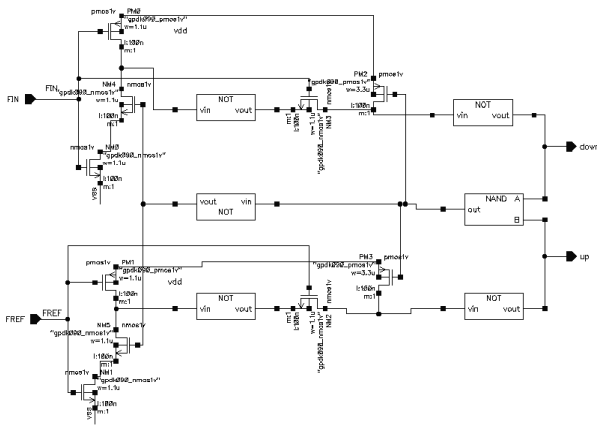 PM0
pmos1v
"gpdk090_pmos1v"
w=1.1u
vdd
l:100n
m:1
FIN
FIN
NM4
nmos1v
"gpdk090_nmos1v"
w=1.1u
l:100n
m:1
NM0
nmos1v
"gpdk090_nmos1v"
w=1.1u
l:100n
m:1
VSS
NOT
vin vout
nmos1v
"gpdk090_nmos1v"
m:1
l:100n
w=1.1u
NM3
PM2
pmos1v
"gpdk090_pmos1v"
w=3.3u
l:100n
m:1
NOT
vin vout
down
vout vin
NOT
NAND A
out
B
up
PM1
pmos1v
"gpdk090_pmos1v"
w=1.1u
vdd
l:100n
m:1
FREF
FREF
NM5
nmos1v
"gpdk090_nmos1v"
w=1.1u
l:100n
m:1
NM1
nmos1v
"gpdk090_nmos1v"
w=1.1u
l:100n
m:1
VSS
NOT
vin vout
nmos1v
"gpdk090_nmos1v"
m:1
l:100n
w=1.1u
NM2
PM3
pmos1v
"gpdk090_pmos1v"
w=3.3u
l:100n
m:1
NOT
vin vout